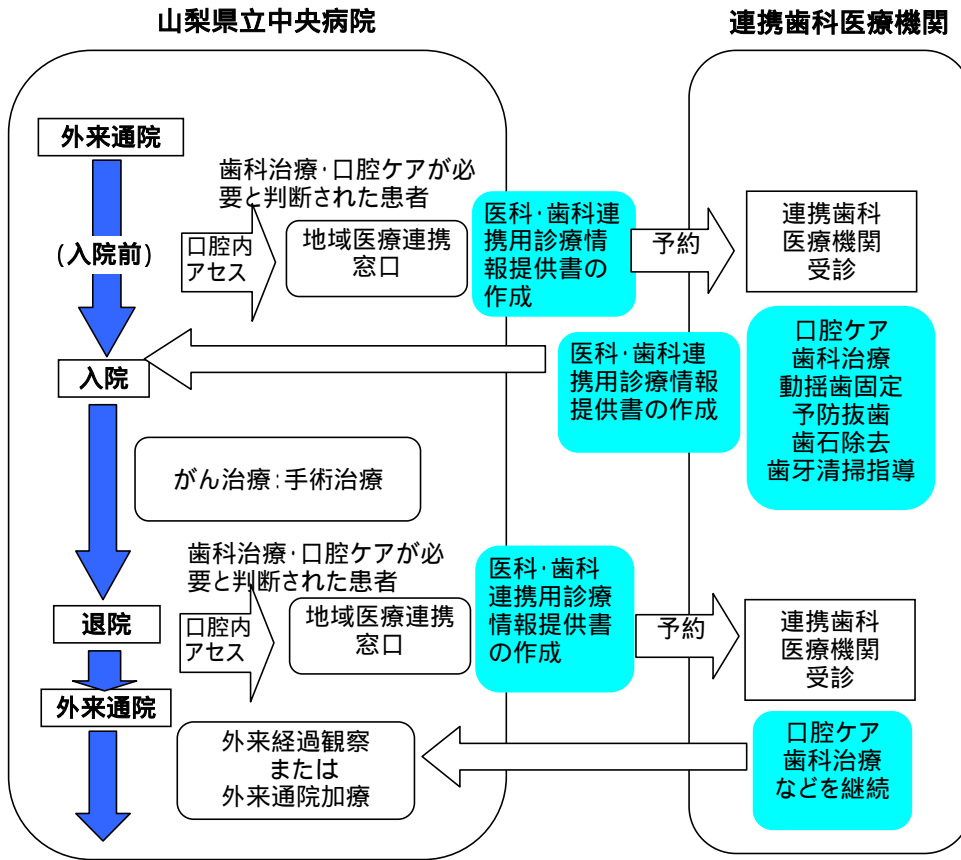 山梨県立中央病院
連携歯科医療機関
外来通院
(入院前)
歯科治療・口腔ケアが必
要と判断された患者
口腔内
アセス
地域医療連携
窓口
医科・歯科連
携用診療情
報提供書の
作成
予約
連携歯科
医療機関
受診
口腔ケア
歯科治療
動揺歯固定
予防抜歯
歯石除去
歯牙清掃指導
医科・歯科連
携用診療情報
提供書の作成
入院
がん治療:手術治療
歯科治療・口腔ケアが必
要と判断された患者
退院
口腔内
アセス
地域医療連携
窓口
医科・歯科
連携用診療
情報提供書
の作成
予約
連携歯科
医療機関
受診
外来通院
口腔ケア
歯科治療
などを継続
外来経過観察
または
外来通院加療